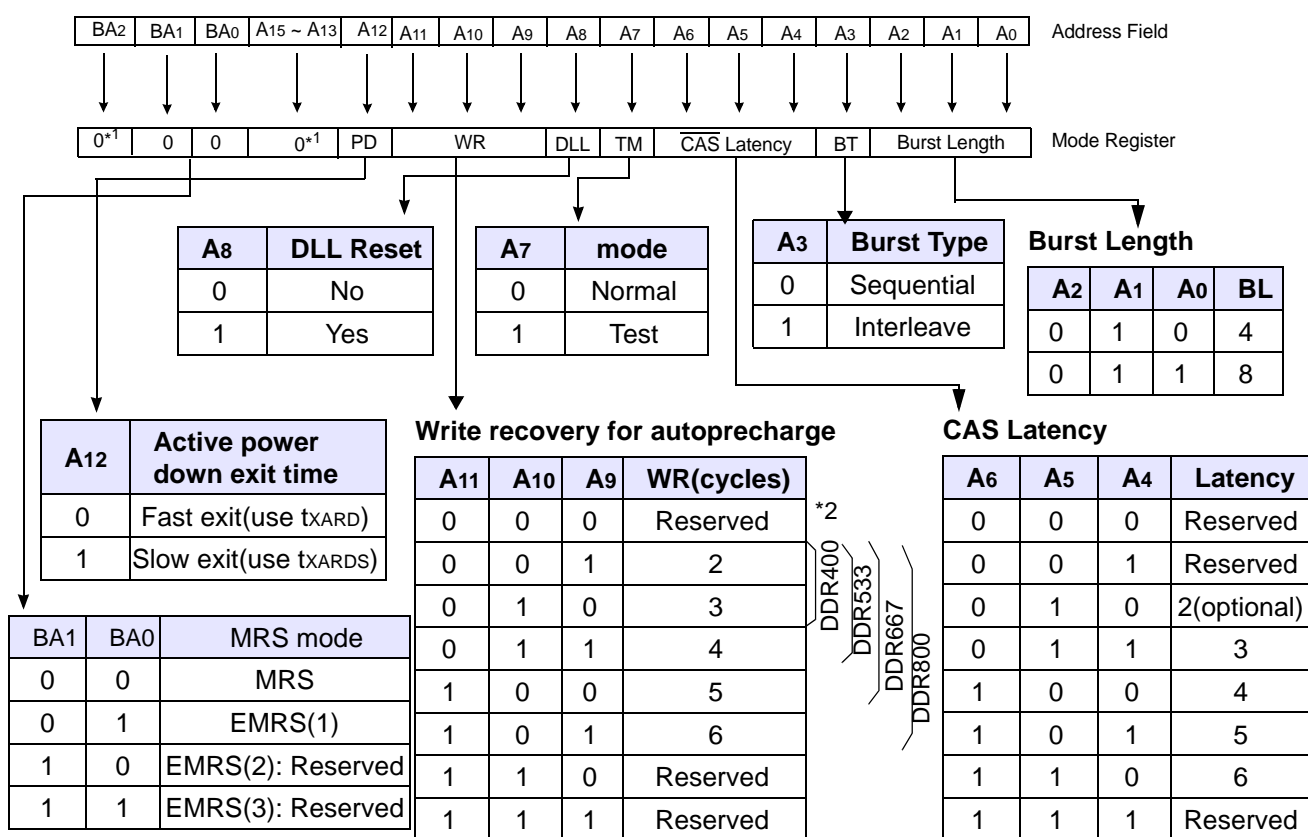 BA2 BA1 BA0 A15 ~ A13 A12 A11 A10 A9 A8 A7 A6 A5 A4 A3 A2 A1 A0 Address Field
0*1 0 0 0*1 PD WR DLL TM CAS Latency BT Burst Length Mode Register
A8 DLL Reset
0 No
1 Yes
A7 mode
0 Normal
1 Test
A3 Burst Type
0 Sequential
1 Interleave
Burst Length
A2 A1 A0 BL
0 1 0 4
0 1 1 8
A12 Active power
down exit time
0 Fast exit(use tXARD)
1 Slow exit(use tXARDS)
Write recovery for autoprecharge
A11 A10 A9 WR(cycles)
0 0 0 Reserved *2
0 0 1 2
0 1 0 3
0 1 1 4
1 0 0 5
1 0 1 6
1 1 0 Reserved
1 1 1 Reserved
DDR400
DDR533
DDR667
DDR800
CAS Latency
A6 A5 A4 Latency
0 0 0 Reserved
0 0 1 Reserved
0 1 0 2(optional)
0 1 1 3
1 0 0 4
1 0 1 5
1 1 0 6
1 1 1 Reserved
BA1 BA0 MRS mode
0 0 MRS
0 1 EMRS(1)
1 0 EMRS(2): Reserved
1 1 EMRS(3): Reserved